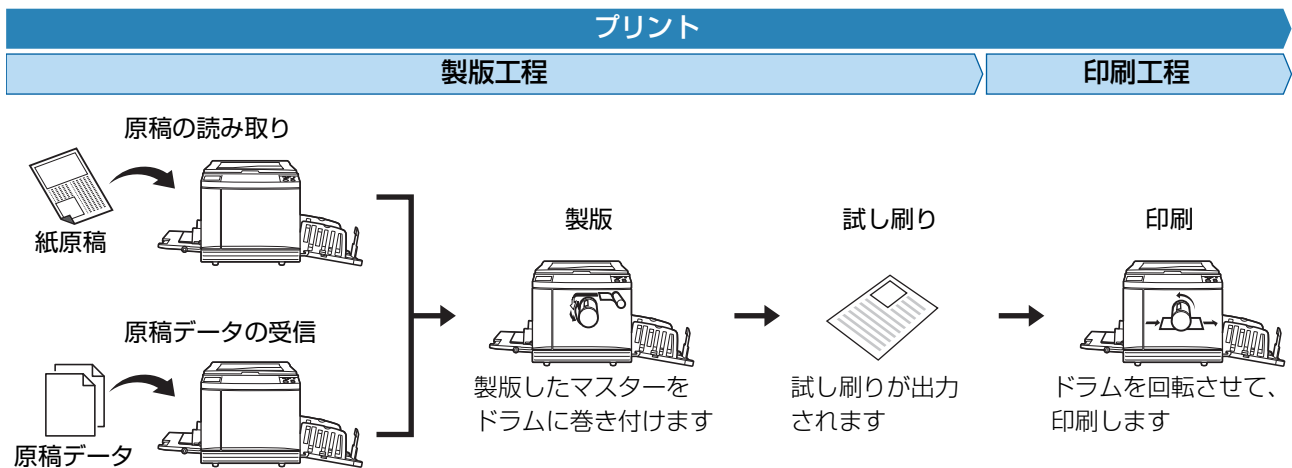 プリント
製版工程
印刷工程
原稿の読み取り
紙原稿
原稿データの受信
原稿データ
製版
製版したマスターを
ドラムに巻き付けます
試し刷り
試し刷りが出力
されます
印刷
ドラムを回転させて、
印刷します